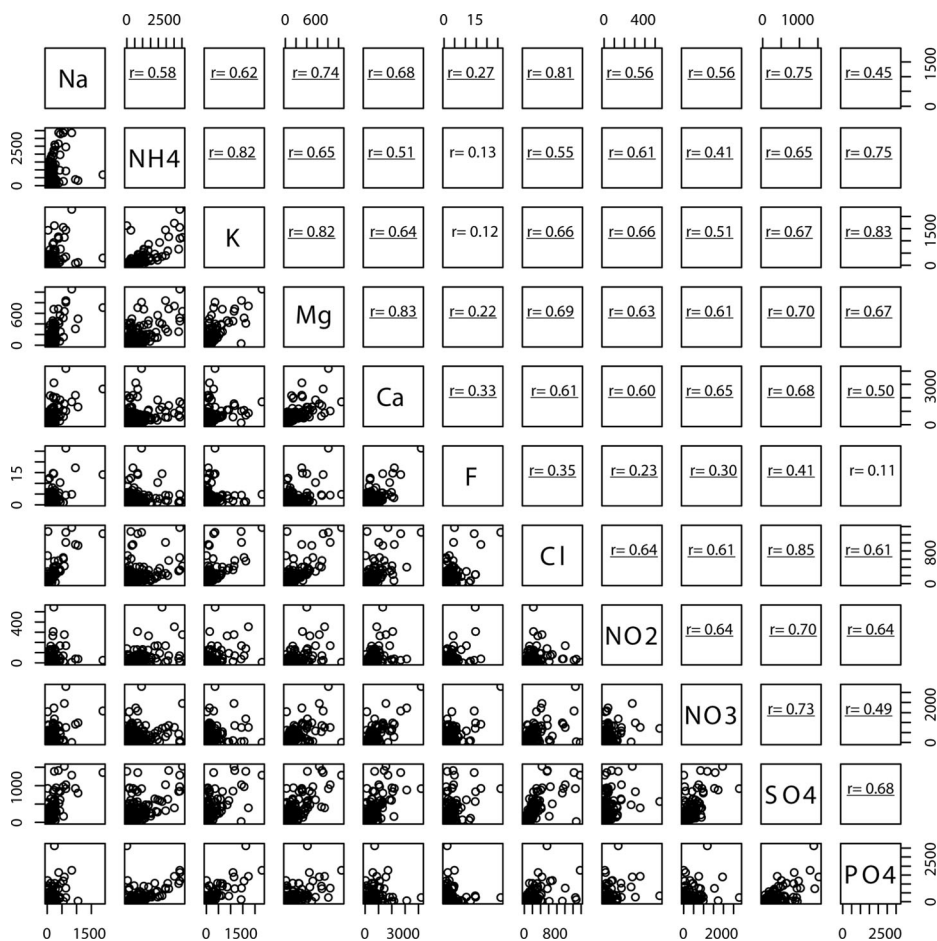 0 2500 600 0 15 0 400 0 1000
Na r= 0.58 r= 0.62 r= 0.74 r= 0.68 r= 0.27 r= 0.81 r= 0.56 r= 0.56 r= 0.75 r= 0.45 0 1500
0 2500 NH4 r= 0.82 r= 0.65 r= 0.51 r= 0.13 r= 0.55 r= 0.61 r= 0.41 r= 0.65 r= 0.75
K r= 0.82 r= 0.64 r= 0.12 r= 0.66 r= 0.66 r= 0.51 r= 0.67 r= 0.83 0 1500
600 Mg r= 0.83 r= 0.22 r= 0.69 r= 0.63 r= 0.61 r= 0.70 r= 0.67
Ca r= 0.33 r= 0.61 r= 0.60 r= 0.65 r= 0.68 r= 0.50 0 3000
0 15 F r= 0.35 r= 0.23 r= 0.30 r= 0.41 r= 0.11
Cl r= 0.64 r= 0.61 r= 0.85 r= 0.61 0 800
0 400 NO2 r= 0.64 r= 0.70 r= 0.64
NO3 r= 0.73 r= 0.49 0 2000
0 1000 SO4 r= 0.68
PO4 0 2500
0 1500 0 1500 0 3000 0 800 0 2000 0 2500